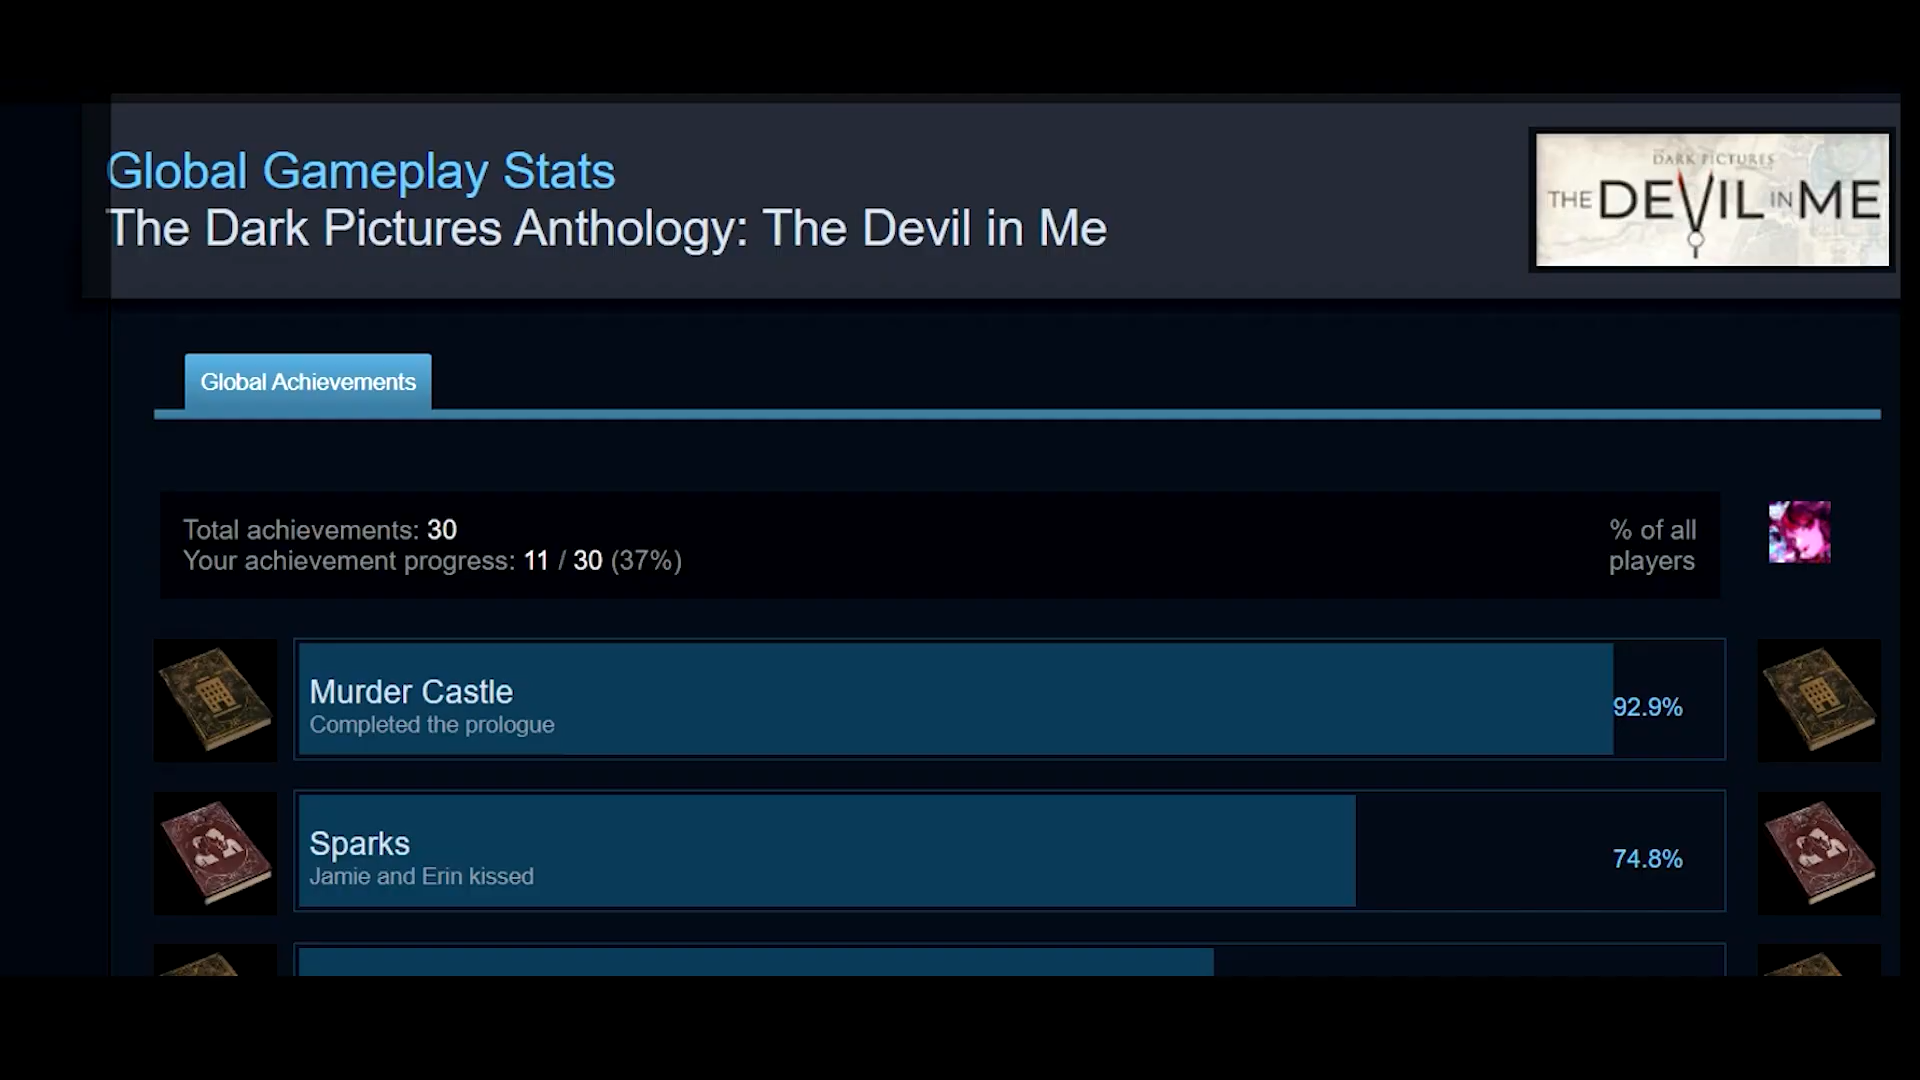 Global Gameplay Stats
The Dark Pictures Anthology: The Devil in Me
DARK PICTURES
THE DEVIL IN ME
Global Achievements
Total achievements: 30
Your achievement progress: 11 / 30 (37%)
% of all
players
Murder Castle
Completed the prologue
92.9%
Sparks
Jamie and Erin kissed
74.8%